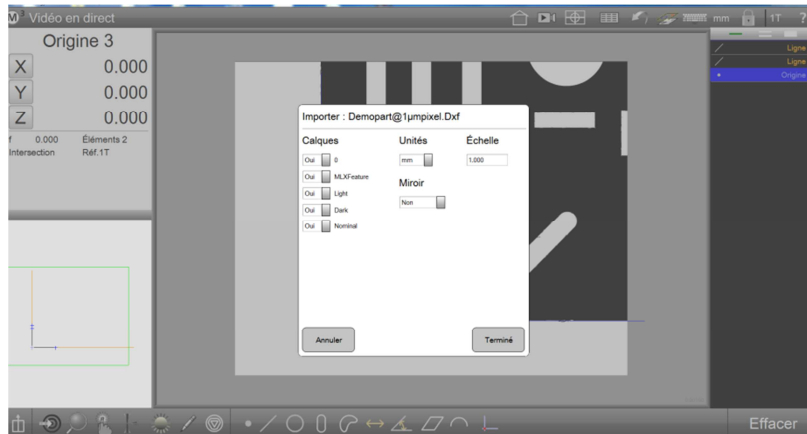 M³ Vidéo en direct
mm 1T ?
Origine 3
X 0.000
Y 0.000
Z 0.000
f 0.000 Éléments 2
Intersection Réf.1T
Ligne
Ligne
Origine
Importer : Demopart@1µmpixel.Dxf
Calques Unités Échelle
Oui 0 mm 1.000
Oui MLXFeature
Miroir
Oui Light
Non
Oui Dark
Oui Nominal
Annuler Terminé
Effacer